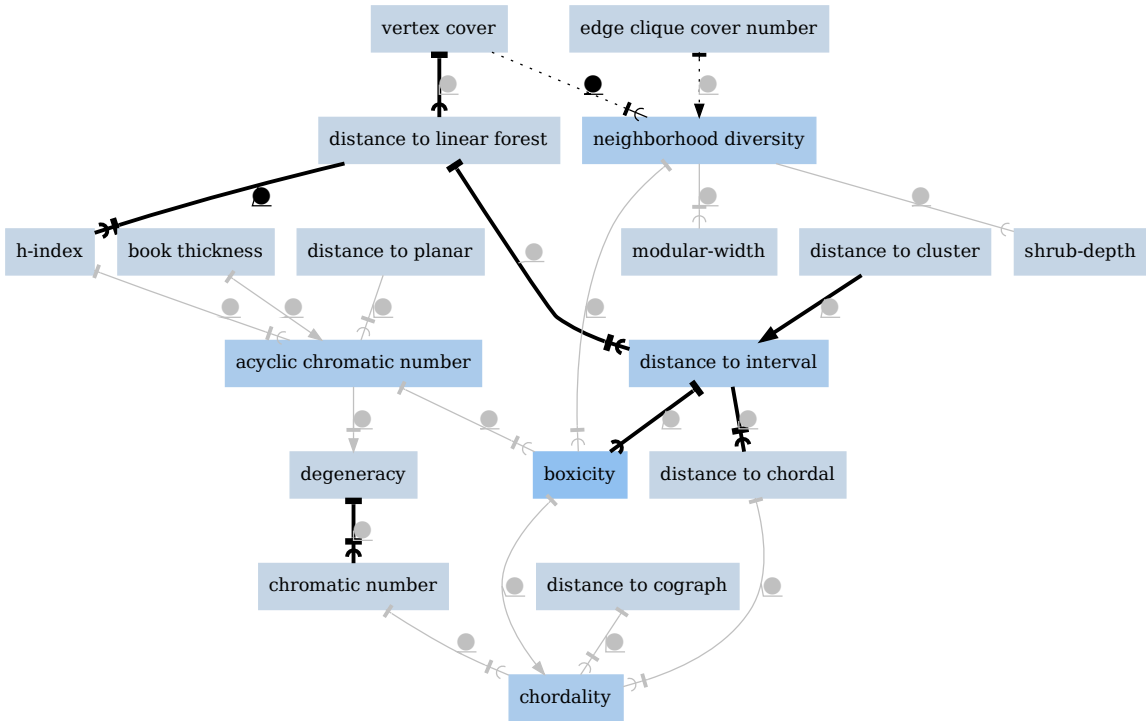 vertex cover
edge clique cover number
distance to linear forest
neighborhood diversity
h-index
book thickness
distance to planar
modular-width
distance to cluster
shrub-depth
acyclic chromatic number
distance to interval
degeneracy
boxicity
distance to chordal
chromatic number
distance to cograph
chordality